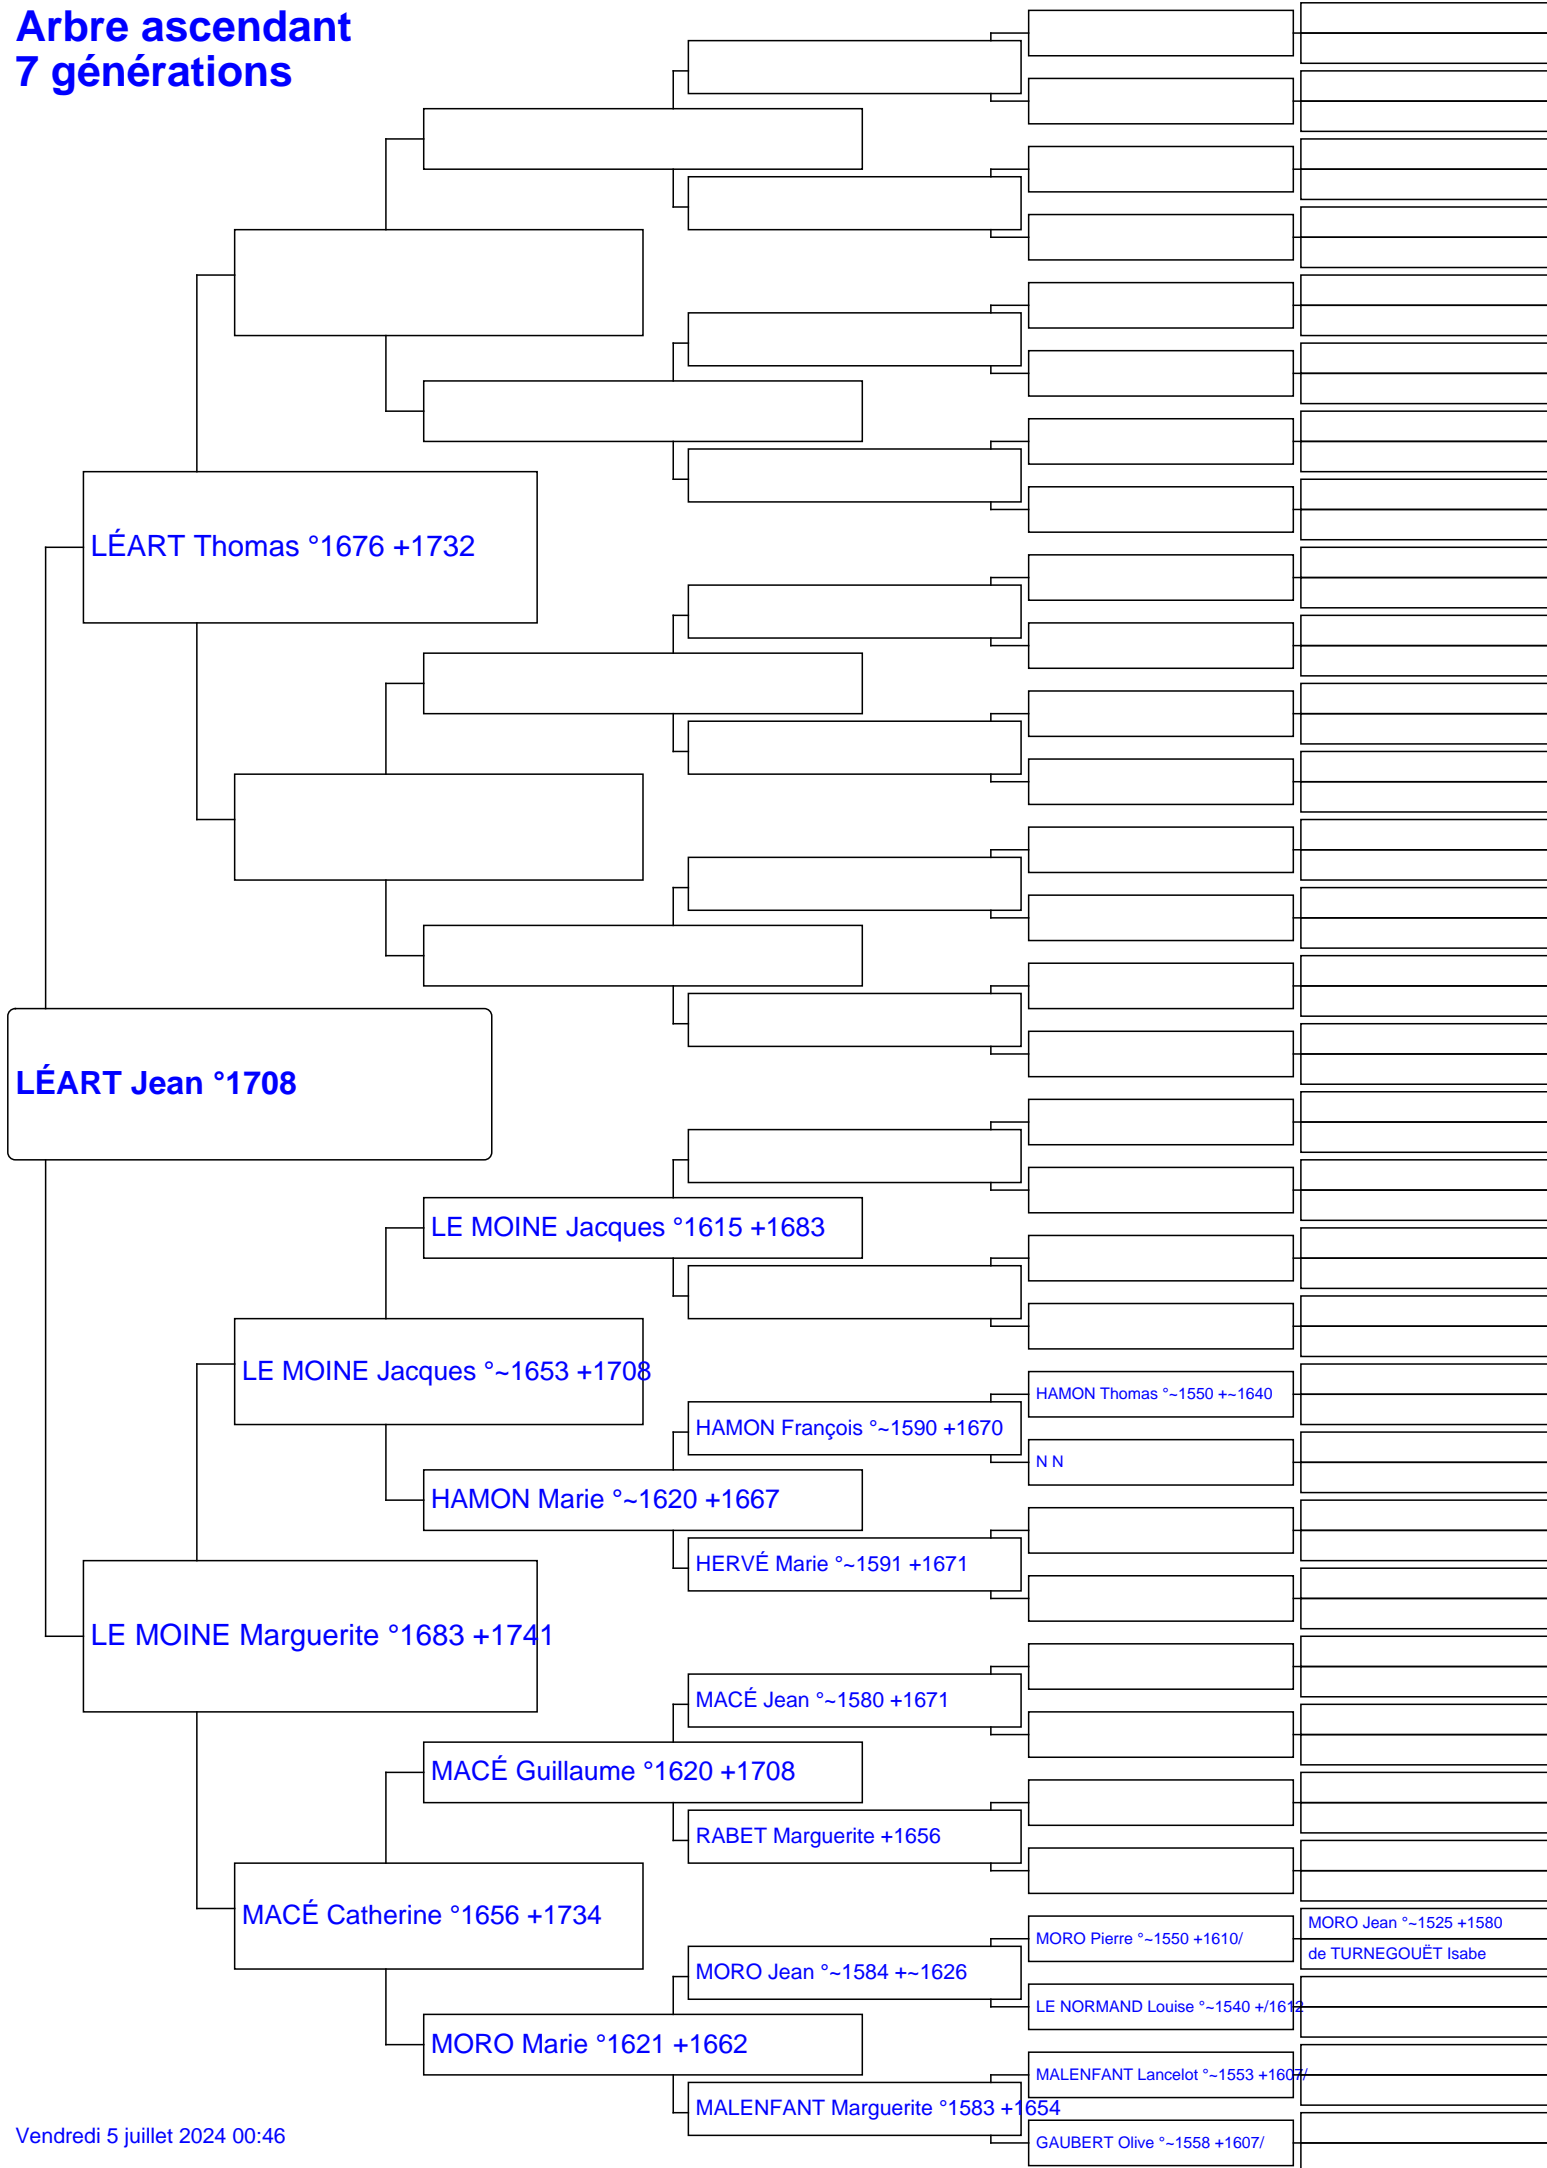 Arbre ascendant
7 générations
LÉART Thomas °1676 +1732
LÉART Jean °1708
LE MOINE Jacques °1615 +1683
LE MOINE Jacques °~1653 +1708
HAMON Thomas °~1550 +~1640
HAMON François °~1590 +1670
N N
HAMON Marie °~1620 +1667
HERVÉ Marie °~1591 +1671
LE MOINE Marguerite °1683 +1741
MACÉ Jean °~1580 +1671
MACÉ Guillaume °1620 +1708
RABET Marguerite +1656
MACÉ Catherine °1656 +1734
MORO Jean °~1525 +1580
MORO Pierre °~1550 +1610/
de TURNEGOUËT Isabe
MORO Jean °~1584 +~1626
LE NORMAND Louise °~1540 +/1612
MORO Marie °1621 +1662
MALENFANT Lancelot °~1553 +1607/
MALENFANT Marguerite °1583 +1654
GAUBERT Olive °~1558 +1607/
Vendredi 5 juillet 2024 00:46